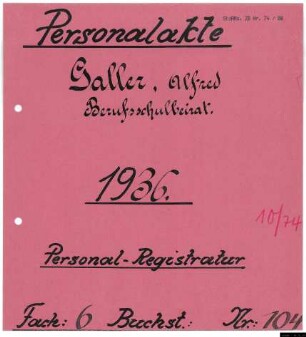 Personalakte
Galler, Alfred
Berufsschulbeirat.
1936.
10/74
Personal-Registratur
Fach: 6 Buchst.: Nr: 104